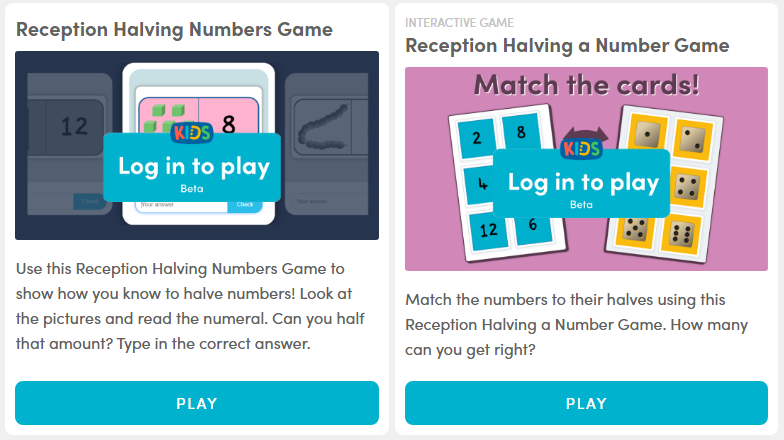 Reception Halving Numbers Game
12
8
KIDS
Log in to play
Beta
Check
Your answer
Check
Your answer
Use this Reception Halving Numbers Game to
show how you know to halve numbers! Look at
the pictures and read the numeral. Can you half
that amount? Type in the correct answer.
PLAY
INTERACTIVE GAME
Reception Halving a Number Game
Match the cards!
2
8
KIDS
4
Log in to play
Beta
12
6
Match the numbers to their halves using this
Reception Halving a Number Game. How many
can you get right?
PLAY